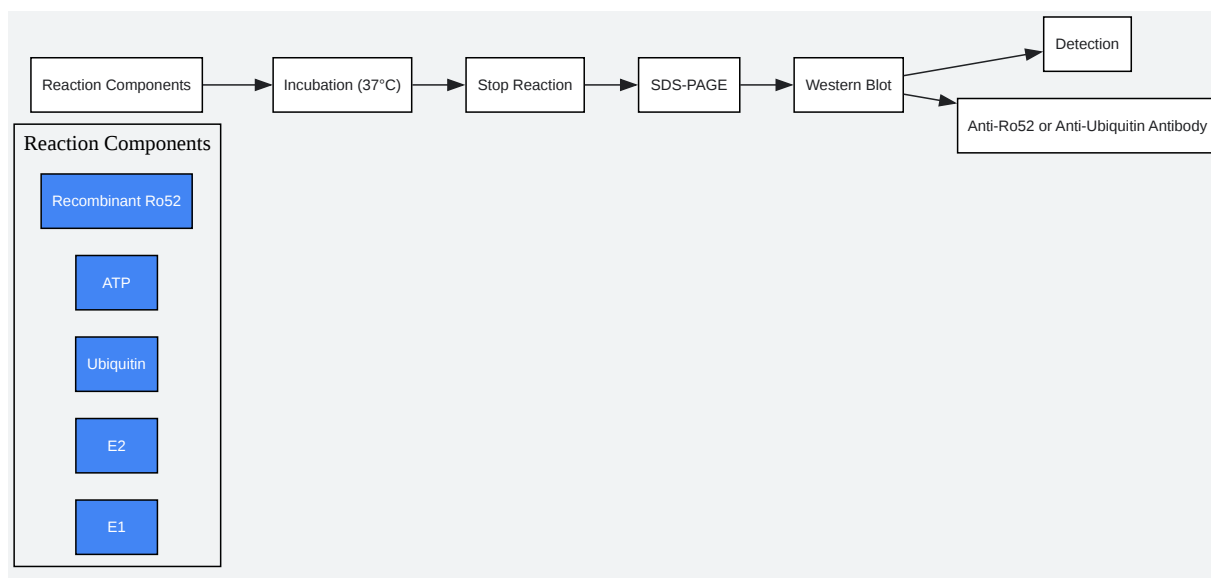 Reaction Components
Incubation (37°C)
Stop Reaction
SDS-PAGE
Western Blot
Detection
Anti-Ro52 or Anti-Ubiquitin Antibody
Reaction Components
Recombinant Ro52
ATP
Ubiquitin
E2
E1